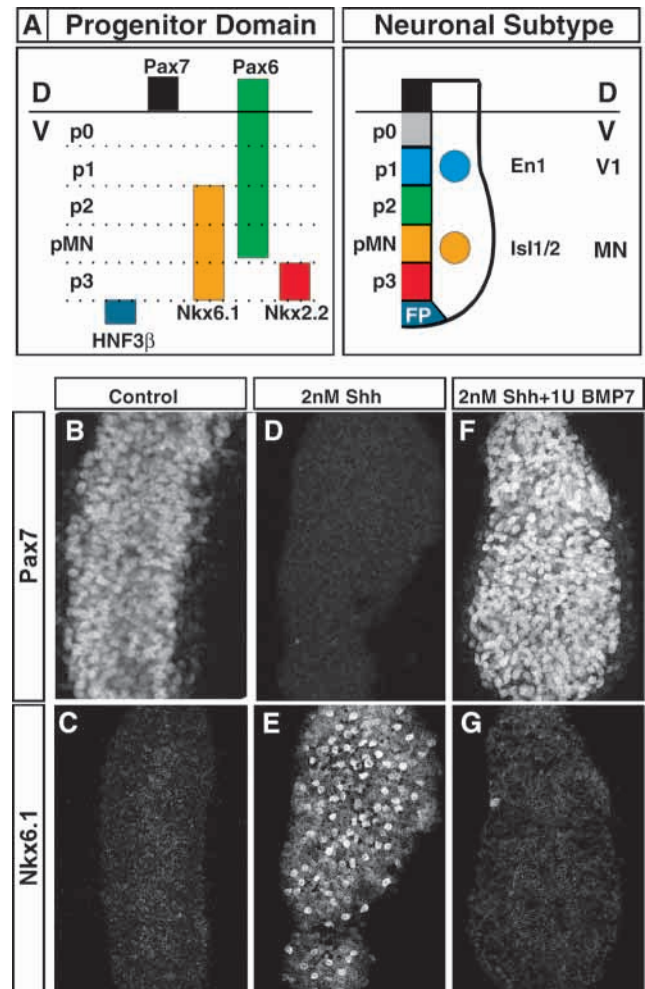 A Progenitor Domain
Neuronal Subtype
Pax7
Pax6
D
V
p0
p1
p2
pMN
p3
Nkx6.1
Nkx2.2
HNF3β
D
V
p0
p1
En1
V1
p2
pMN
Isl1/2
MN
p3
FP
Control
2nM Shh
2nM Shh+1U BMP7
Pax7
B
D
F
Nkx6.1
C
E
G